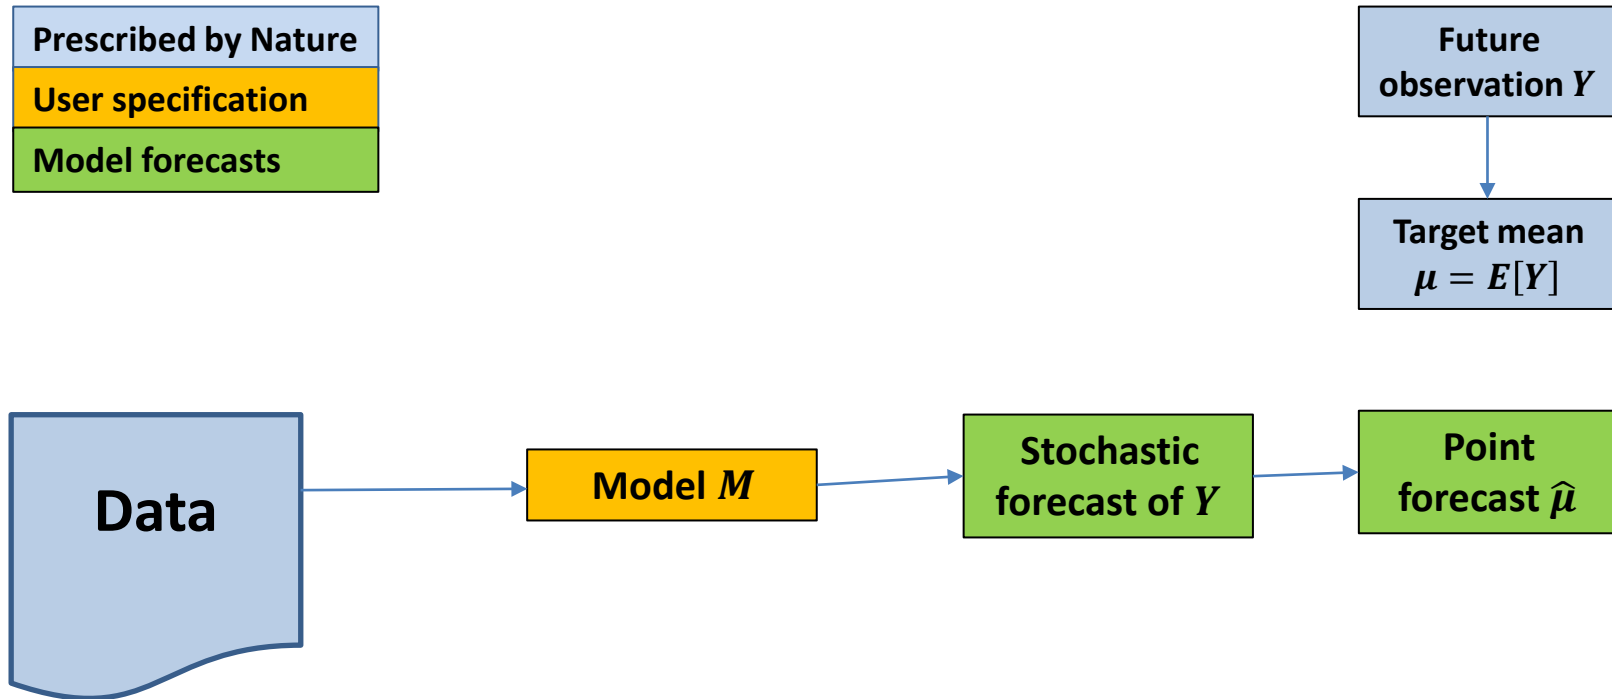 Prescribed by Nature
User specification
Model forecasts
Future
observation Y
Target mean
μ = E[Y]
Data
Model M
Stochastic
forecast of Y
Point
forecast μ̂